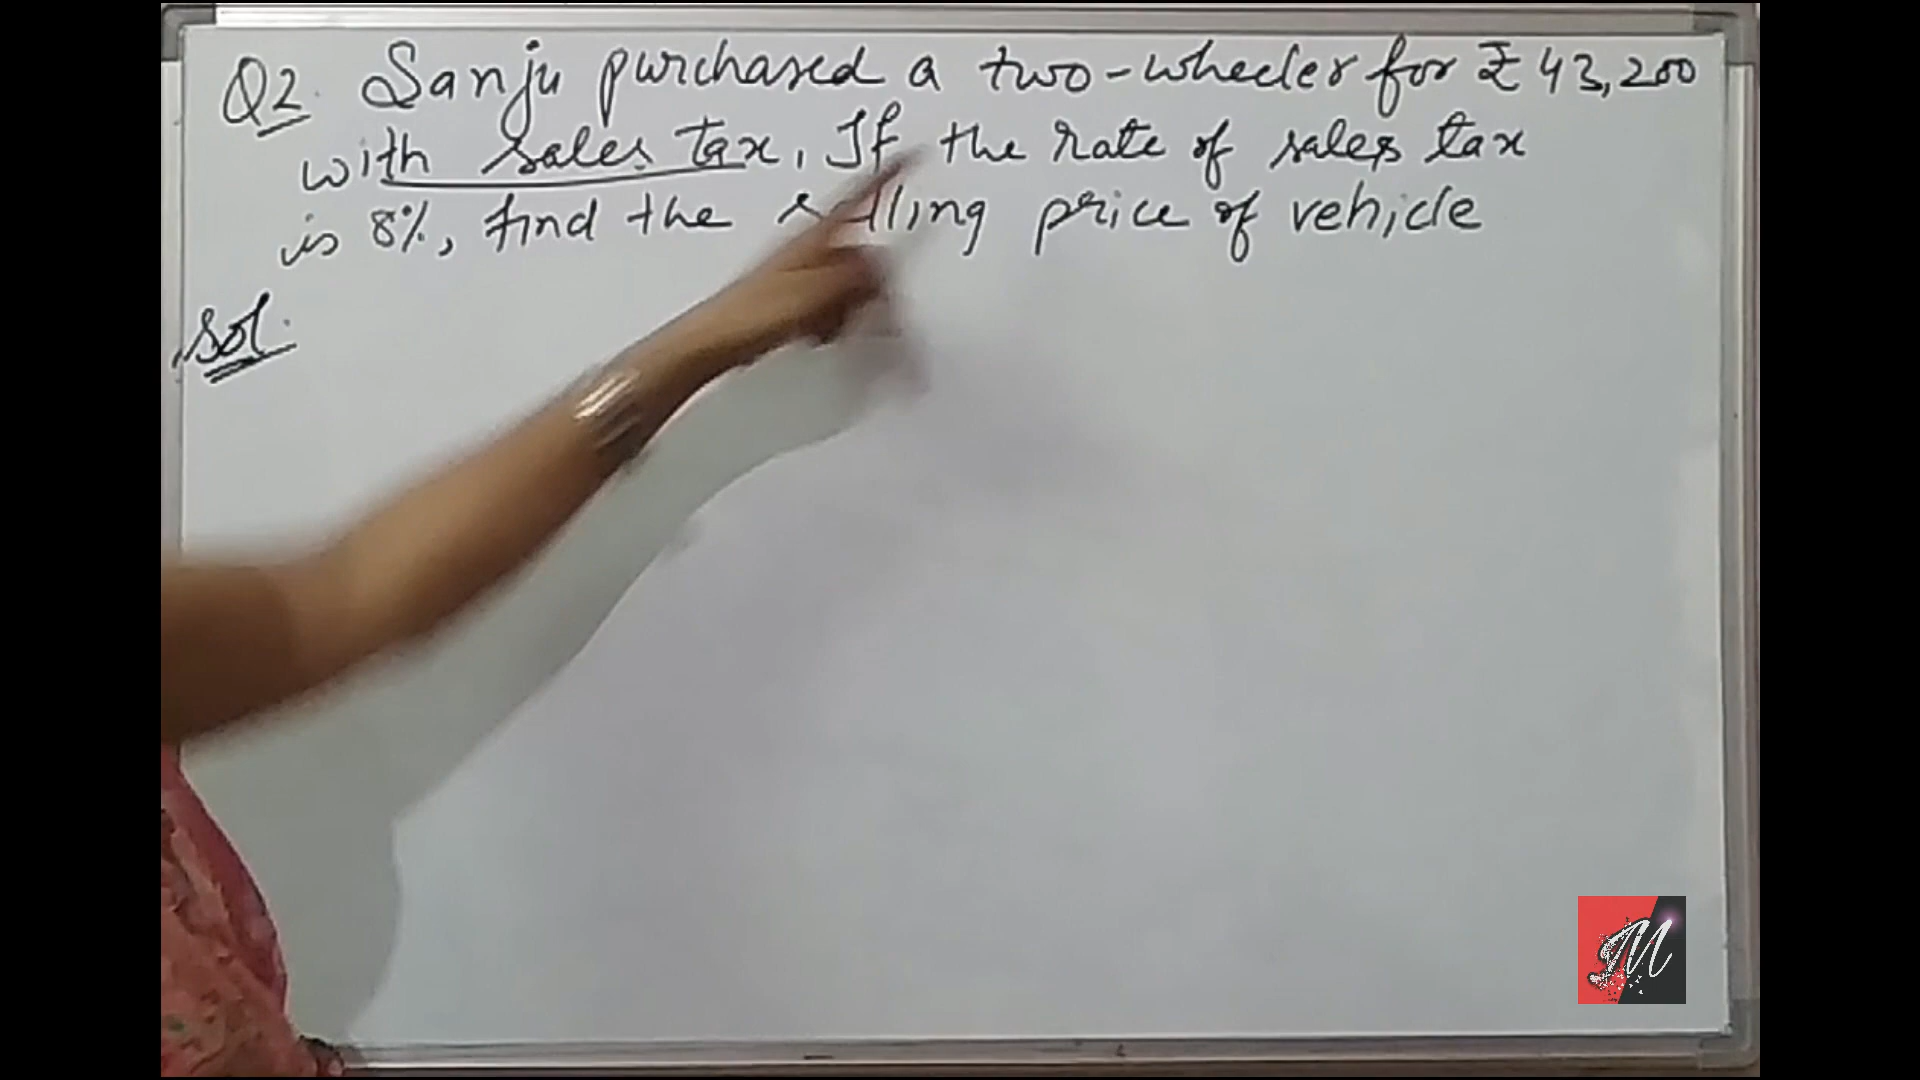 Q2. Sanju purchased a two-wheeler for ₹ 43,200
with sales tax. If the rate of sales tax
is 8%, find the selling price of vehicle
Sol.
M